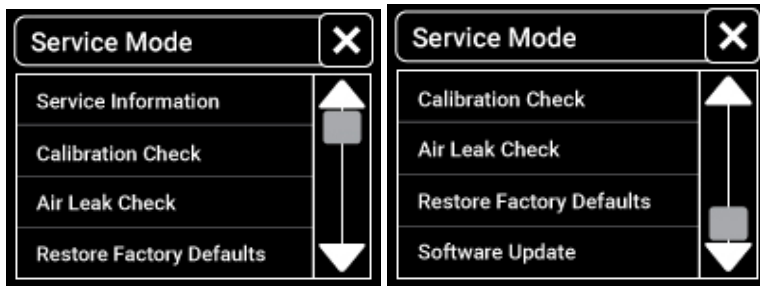 Service Mode
Service Information
Calibration Check
Air Leak Check
Restore Factory Defaults
Service Mode
Calibration Check
Air Leak Check
Restore Factory Defaults
Software Update